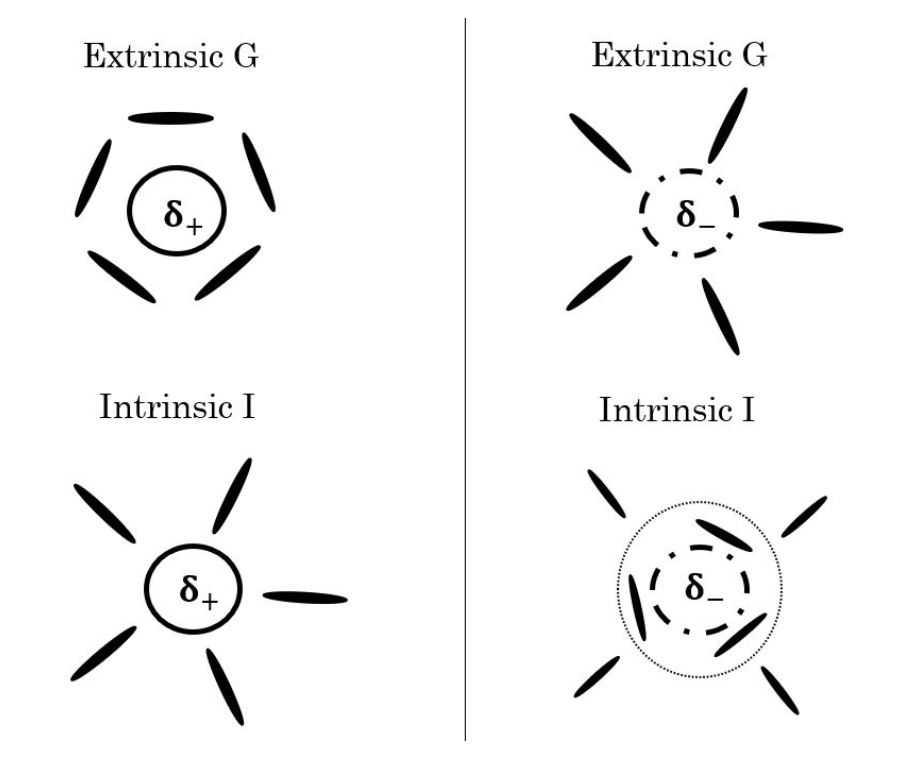 Extrinsic G
δ₊
Intrinsic I
δ₊
Extrinsic G
δ₋
Intrinsic I
δ₋